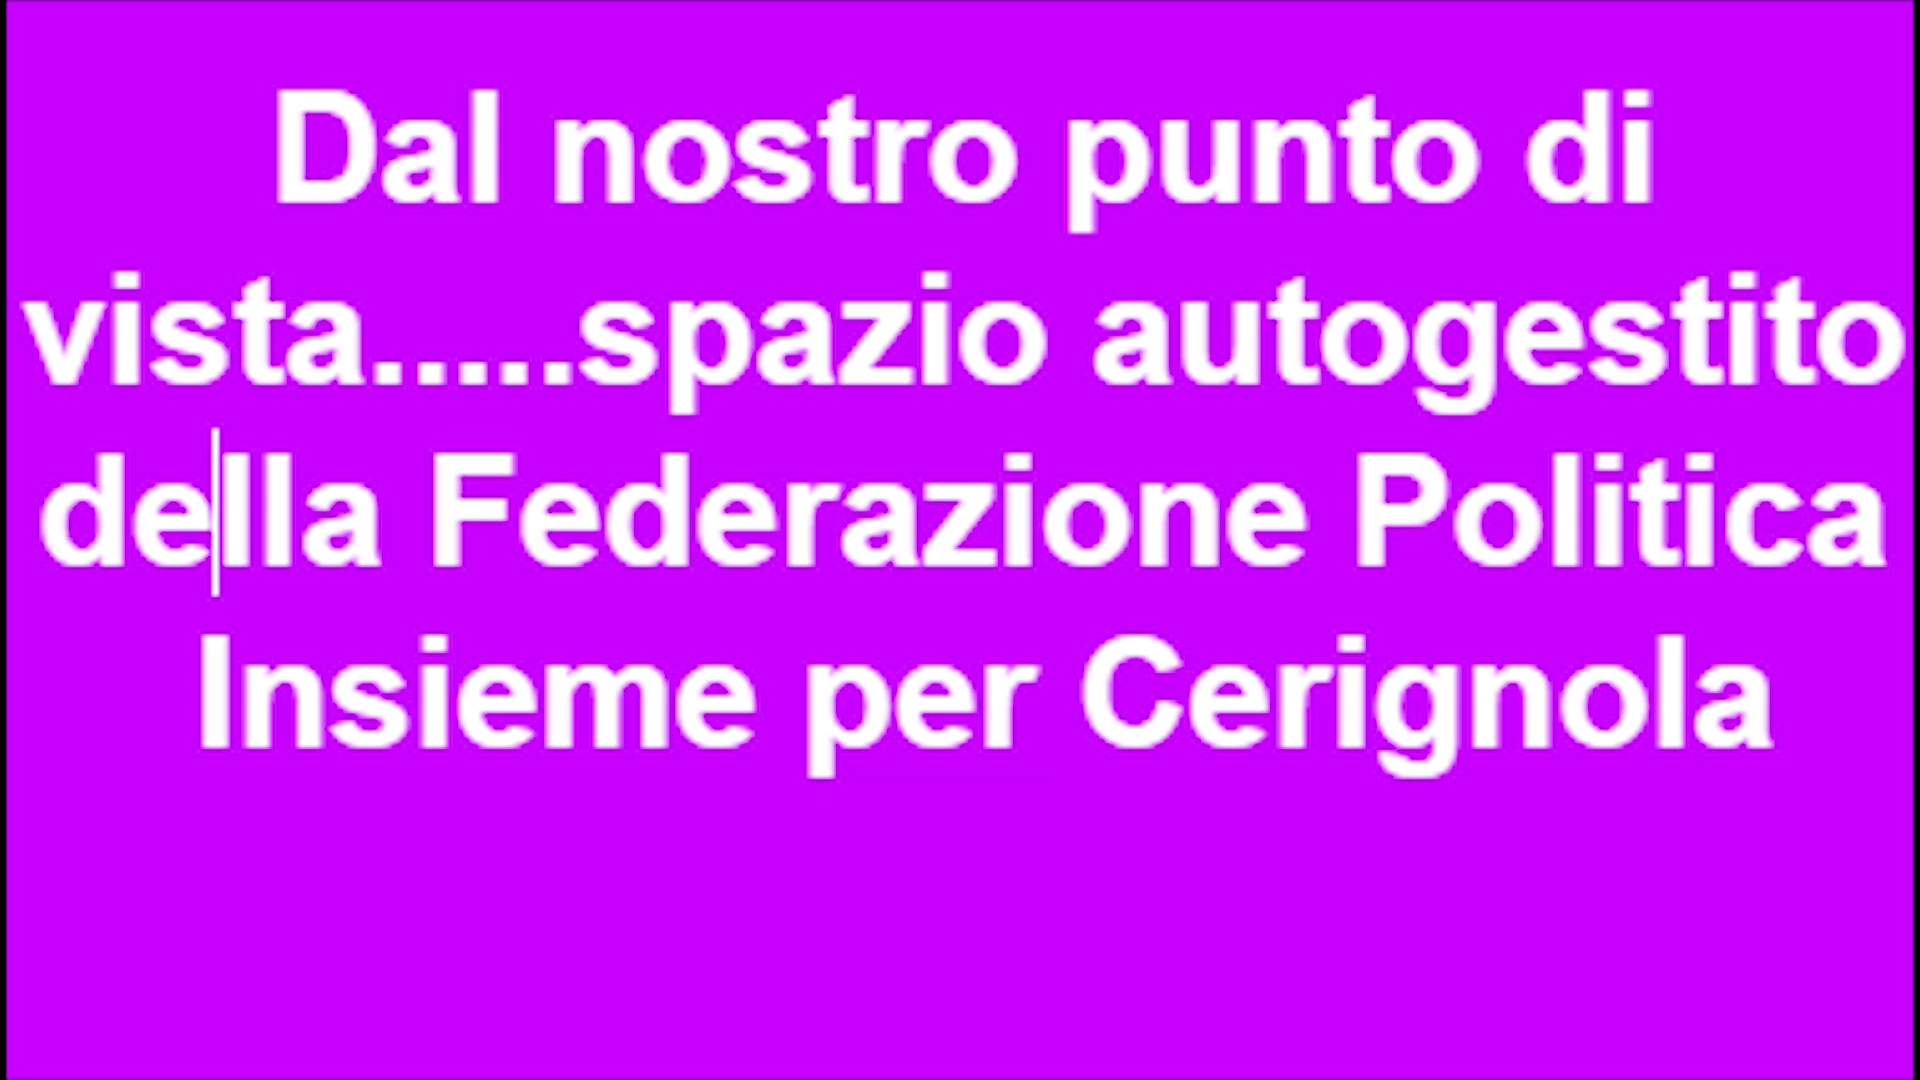 Dal nostro punto di
vista.....spazio autogestito
della Federazione Politica
Insieme per Cerignola